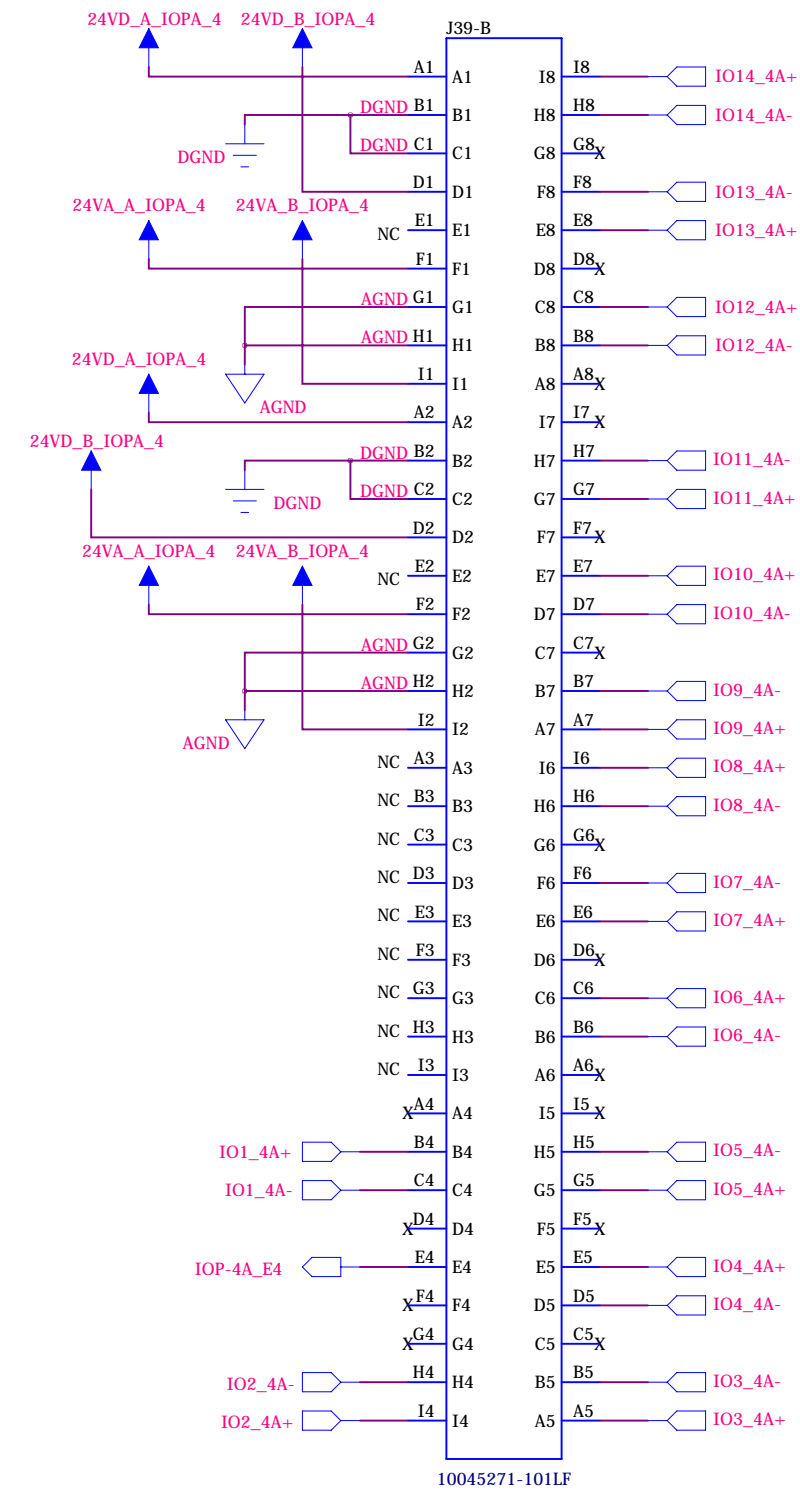 24VD_A_IOPA_4 24VD_B_IOPA_4
J39-B
A1 A1 I8 I8 IO14_4A+
DGND B1 B1 H8 H8 IO14_4A-
DGND DGND C1 C1 G8 G8 X
D1 D1 F8 F8 IO13_4A-
24VA_A_IOPA_4 24VA_B_IOPA_4
NC E1 E1 E8 E8 IO13_4A+
F1 F1 D8 D8 X
AGND G1 G1 C8 C8 IO12_4A+
AGND H1 H1 B8 B8 IO12_4A-
24VD_A_IOPA_4
I1 I1 A8 A8 X
AGND
A2 A2 I7 I7 X
24VD_B_IOPA_4
DGND B2 B2 H7 H7 IO11_4A-
DGND C2 C2 G7 G7 IO11_4A+
DGND
D2 D2 F7 F7 X
24VA_A_IOPA_4 24VA_B_IOPA_4
NC E2 E2 E7 E7 IO10_4A+
F2 F2 D7 D7 IO10_4A-
AGND G2 G2 C7 C7 X
AGND H2 H2 B7 B7 IO9_4A-
I2 I2 A7 A7 IO9_4A+
AGND
NC A3 A3 I6 I6 IO8_4A+
NC B3 B3 H6 H6 IO8_4A-
NC C3 C3 G6 G6 X
NC D3 D3 F6 F6 IO7_4A-
NC E3 E3 E6 E6 IO7_4A+
NC F3 F3 D6 D6 X
NC G3 G3 C6 C6 IO6_4A+
NC H3 H3 B6 B6 IO6_4A-
NC I3 I3 A6 A6 X
X A4 A4 I5 I5 X
IO1_4A+ B4 B4 H5 H5 IO5_4A-
IO1_4A- C4 C4 G5 G5 IO5_4A+
X D4 D4 F5 F5 X
IOP-4A_E4 E4 E4 E5 E5 IO4_4A+
X F4 F4 D5 D5 IO4_4A-
X G4 G4 C5 C5 X
IO2_4A- H4 H4 B5 B5 IO3_4A-
IO2_4A+ I4 I4 A5 A5 IO3_4A+
10045271-101LF